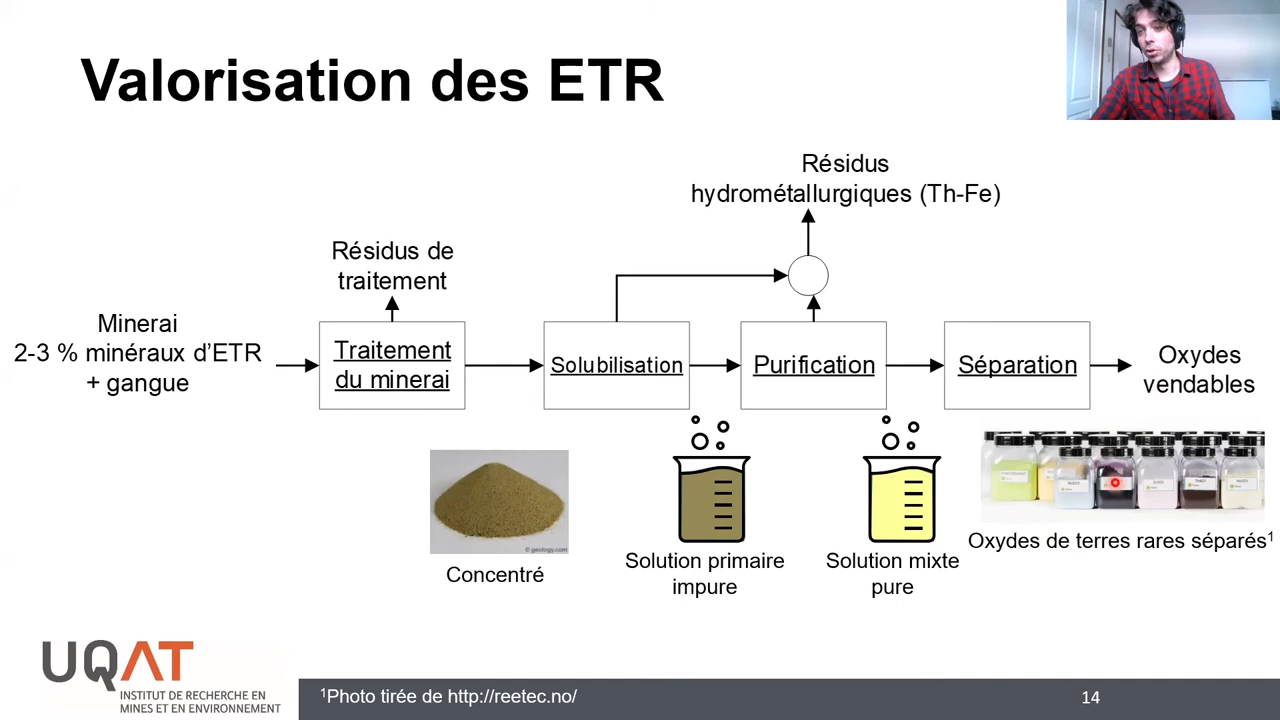 Valorisation des ETR
Résidus
hydrométallurgiques (Th-Fe)
Résidus de
traitement
Minerai
2-3 % minéraux d’ETR
+ gangue
Traitement
du minerai
Solubilisation
Purification
Séparation
Oxydes
vendables
© geology.com
Concentré
Solution primaire
impure
Solution mixte
pure
Oxydes de terres rares séparés¹
UQAT
INSTITUT DE RECHERCHE EN
MINES ET EN ENVIRONNEMENT
¹Photo tirée de http://reetec.no/
14